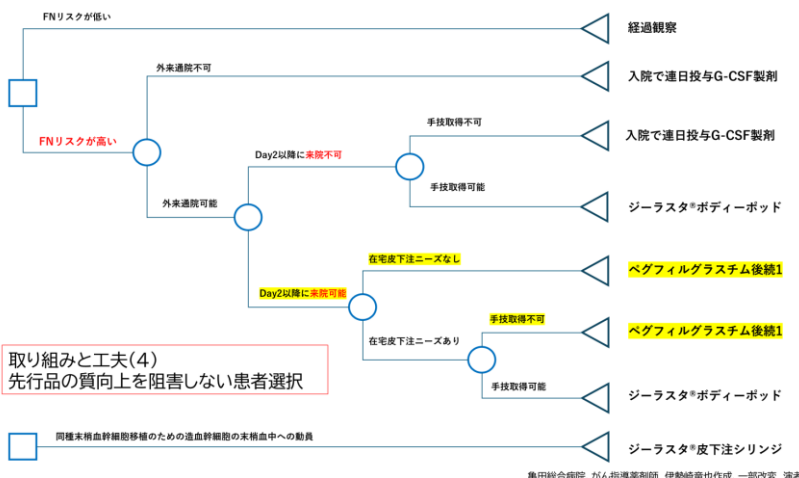 FNリスクが低い
経過観察
外来通院不可
入院で連日投与G-CSF製剤
FNリスクが高い
手技取得不可
入院で連日投与G-CSF製剤
Day2以降に来院不可
手技取得可能
外来通院可能
ジーラスタ®ボディーポッド
在宅皮下注ニーズなし
ペグフィルグラスチム後続1
Day2以降に来院可能
手技取得不可
ペグフィルグラスチム後続1
在宅皮下注ニーズあり
手技取得可能
ジーラスタ®ボディーポッド
取り組みと工夫(4)
先行品の質向上を阻害しない患者選択
同種末梢血幹細胞移植のための造血幹細胞の末梢血中への動員
ジーラスタ®皮下注シリンジ
亀田総合病院 がん指導薬剤師 伊勢崎竜也作成 一部改変 演者